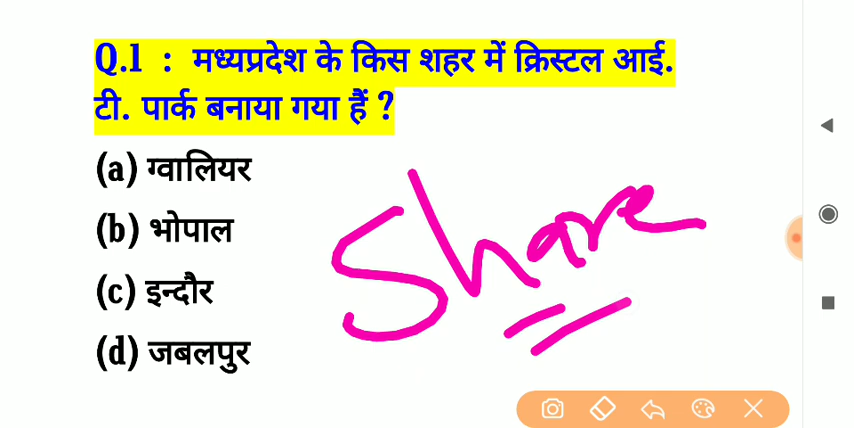 Q.1 : मध्यप्रदेश के किस शहर में क्रिस्टल आई.
टी. पार्क बनाया गया हैं ?
(a) ग्वालियर
(b) भोपाल
(c) इन्दौर
(d) जबलपुर
Share